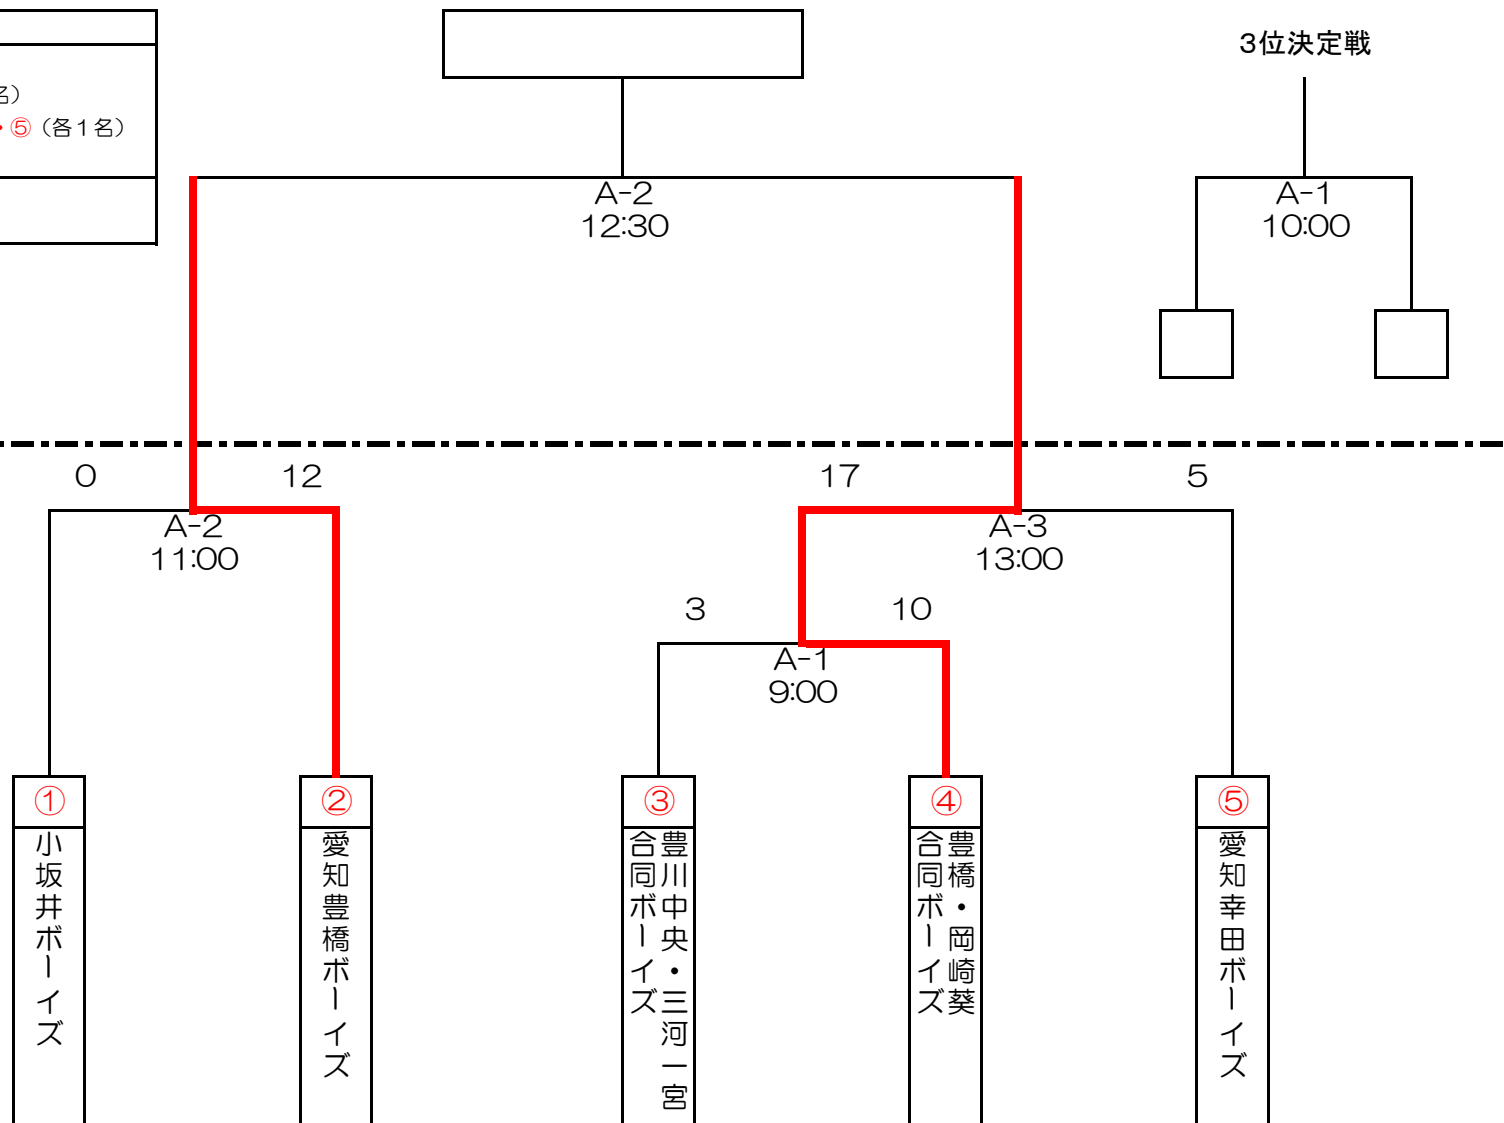 名）
・⑤（各１名）
3位決定戦
A-2
12:30
A-1
10:00
0
12
17
5
A-2
11:00
A-3
13:00
3
10
A-1
9:00
①
②
③
④
⑤
小坂井ボーイズ
愛知豊橋ボーイズ
豊川中央・三河一宮
合同ボーイズ
豊橋・岡崎葵
合同ボーイズ
愛知幸田ボーイズ